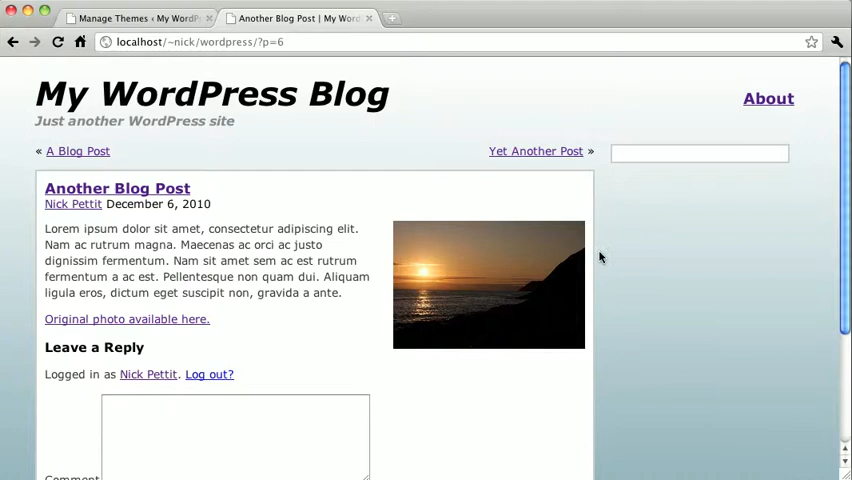 Manage Themes ‹ My WordP
Another Blog Post | My Word
localhost/~nick/wordpress/?p=6
My WordPress Blog
About
Just another WordPress site
« A Blog Post
Yet Another Post »
Another Blog Post
Nick Pettit December 6, 2010
Lorem ipsum dolor sit amet, consectetur adipiscing elit.
Nam ac rutrum magna. Maecenas ac orci ac justo
dignissim fermentum. Nam sit amet sem ac est rutrum
fermentum a ac est. Pellentesque non quam dui. Aliquam
ligula eros, dictum eget suscipit non, gravida a ante.
Original photo available here.
Leave a Reply
Logged in as Nick Pettit. Log out?
Comment